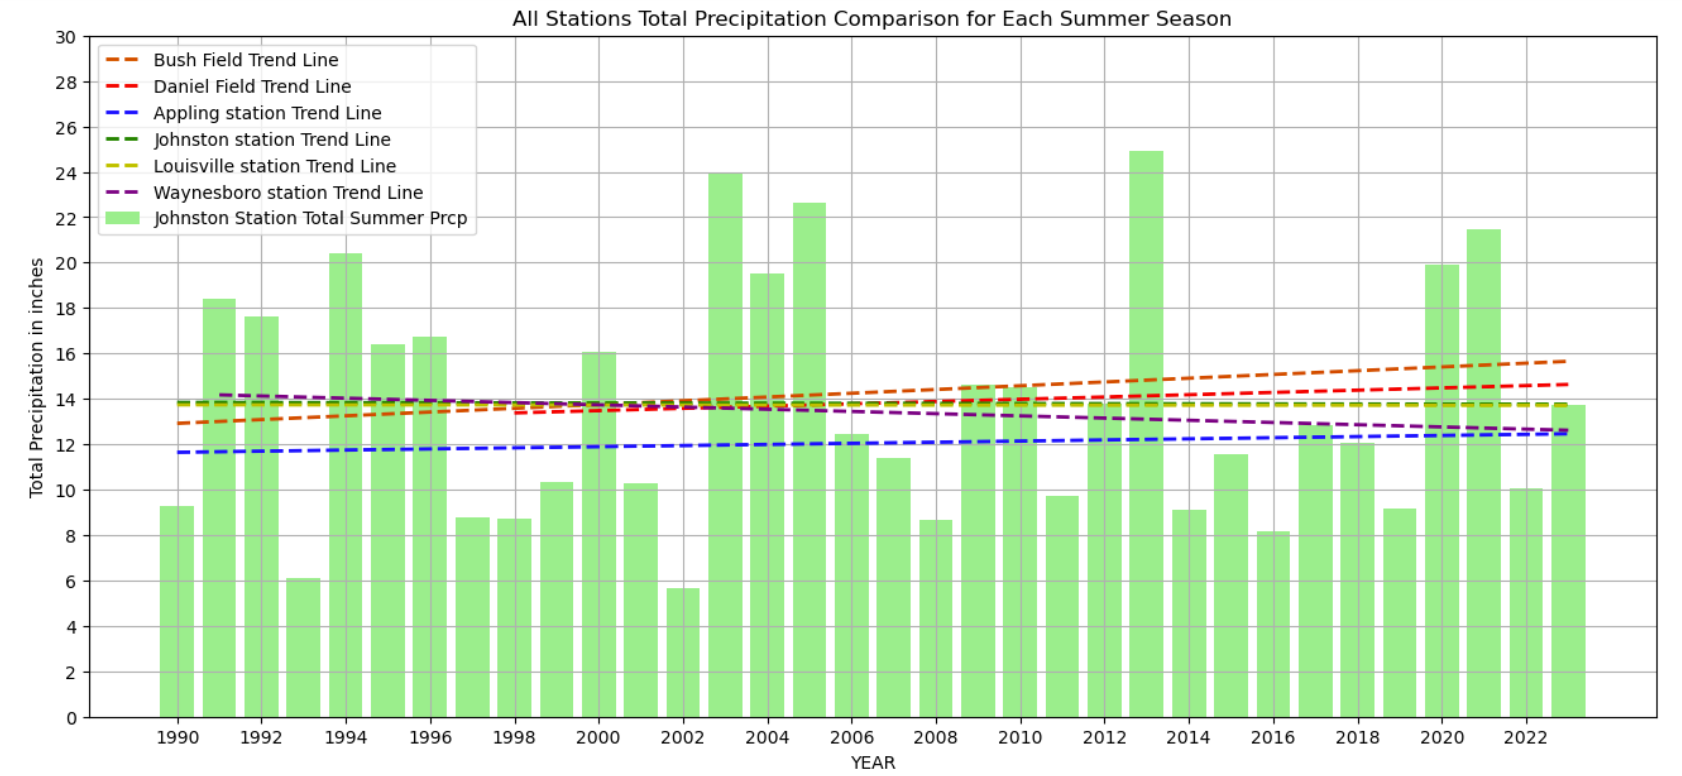 All Stations Total Precipitation Comparison for Each Summer Season
Total Precipitation in inches
30
28
26
24
22
20
18
16
14
12
10
8
6
4
2
0
Bush Field Trend Line
Daniel Field Trend Line
Appling station Trend Line
Johnston station Trend Line
Louisville station Trend Line
Waynesboro station Trend Line
Johnston Station Total Summer Prcp
1990 1992 1994 1996 1998 2000 2002 2004 2006 2008 2010 2012 2014 2016 2018 2020 2022
YEAR